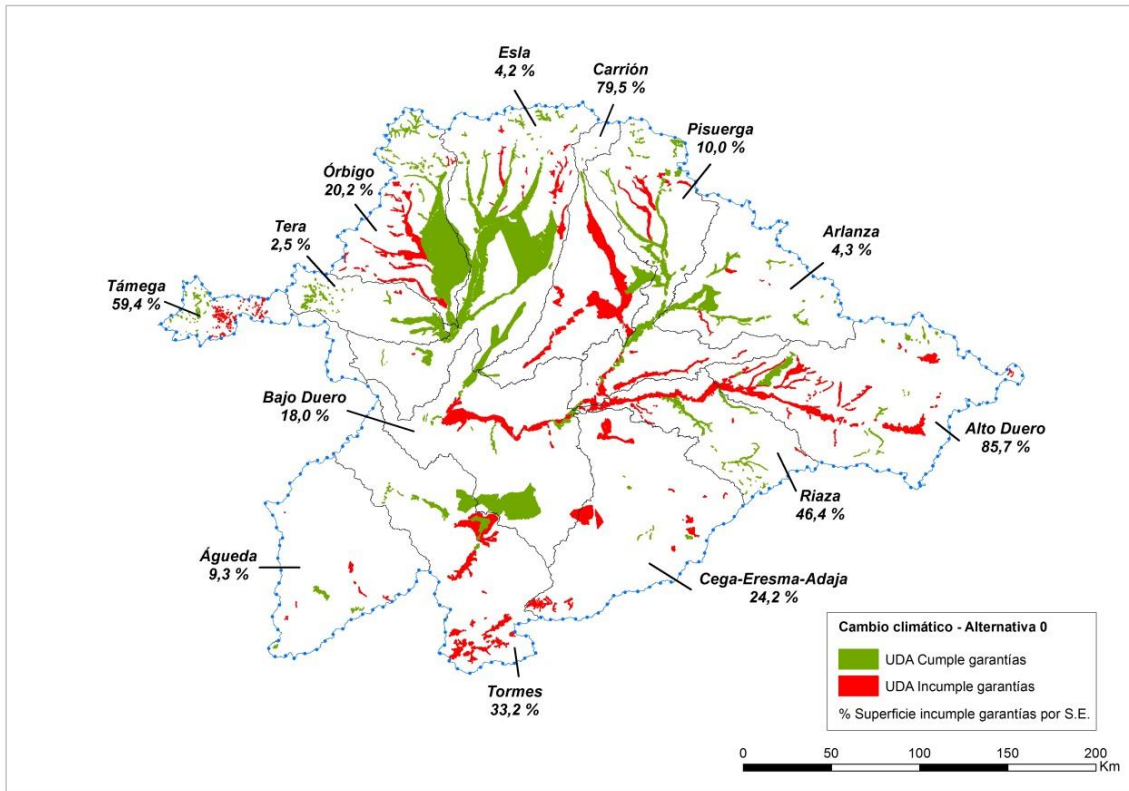 Esla
4,2 %
Carrión
79,5 %
Pisuerga
10,0 %
Órbigo
20,2 %
Tera
2,5 %
Arlanza
4,3 %
Támega
59,4 %
Bajo Duero
18,0 %
Alto Duero
85,7 %
Riaza
46,4 %
Águeda
9,3 %
Cega-Eresma-Adaja
24,2 %
Tormes
33,2 %
Cambio climático - Alternativa 0
UDA Cumple garantías
UDA Incumple garantías
% Superficie incumple garantías por S.E.
0 50 100 150 200
Km